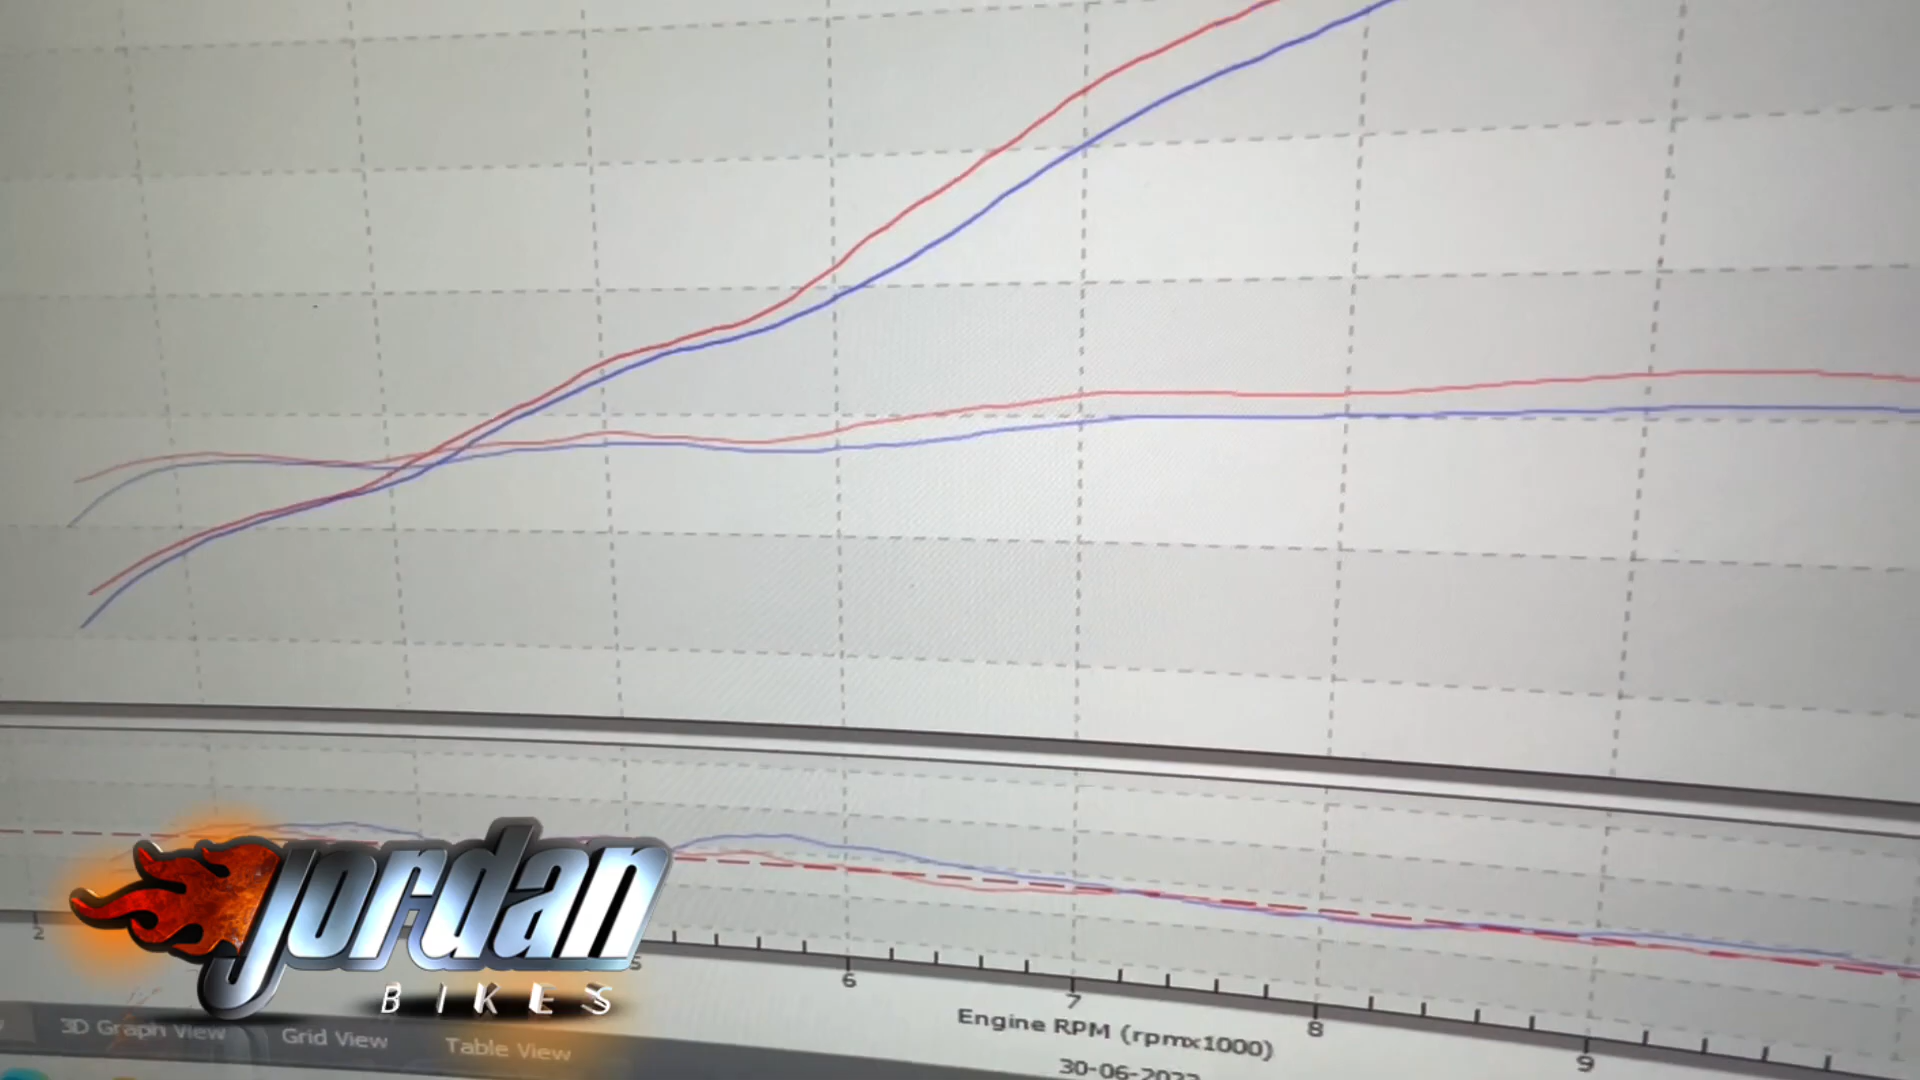 jordan
BIKES
2
5
6
7
8
9
Engine RPM (rpmx1000)
3D Graph View
Grid View
Table View